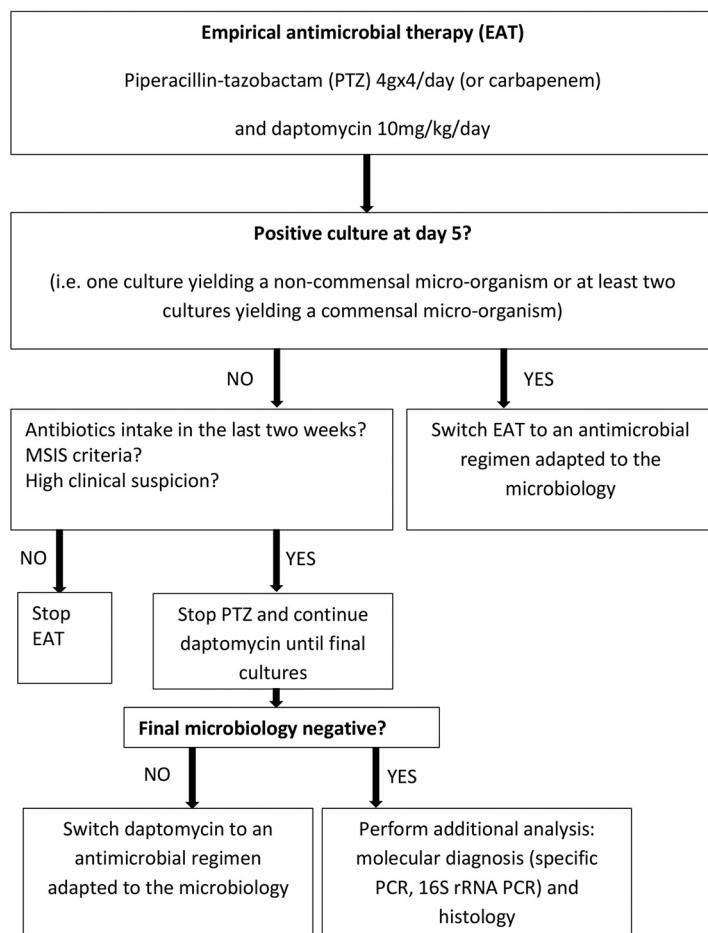 Empirical antimicrobial therapy (EAT)
Piperacillin-tazobactam (PTZ) 4gx4/day (or carbapenem)
and daptomycin 10mg/kg/day
Positive culture at day 5?
(i.e. one culture yielding a non-commensal micro-organism or at least two
cultures yielding a commensal micro-organism)
NO
YES
Antibiotics intake in the last two weeks?
MSIS criteria?
High clinical suspicion?
Switch EAT to an antimicrobial
regimen adapted to the
microbiology
NO
YES
Stop
EAT
Stop PTZ and continue
daptomycin until final
cultures
Final microbiology negative?
NO
YES
Switch daptomycin to an
antimicrobial regimen
adapted to the microbiology
Perform additional analysis:
molecular diagnosis (specific
PCR, 16S rRNA PCR) and
histology